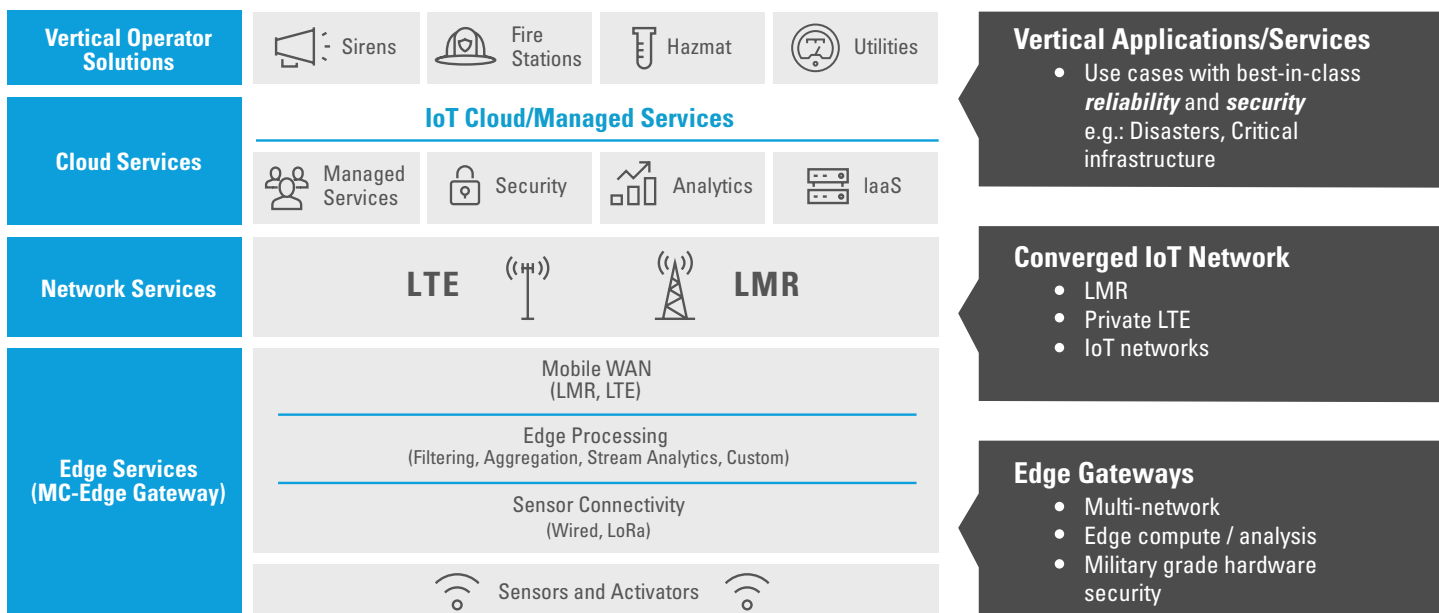 Vertical Operator
Solutions
Sirens
Fire
Stations
Hazmat
Utilities
Cloud Services
IoT Cloud/Managed Services
Managed
Services
Security
Analytics
IaaS
Network Services
LTE
LMR
Edge Services
(MC-Edge Gateway)
Mobile WAN
(LMR, LTE)
Edge Processing
(Filtering, Aggregation, Stream Analytics, Custom)
Sensor Connectivity
(Wired, LoRa)
Sensors and Activators
Vertical Applications/Services
• Use cases with best-in-class
reliability and security
e.g.: Disasters, Critical
infrastructure
Converged IoT Network
• LMR
• Private LTE
• IoT networks
Edge Gateways
• Multi-network
• Edge compute / analysis
• Military grade hardware
security